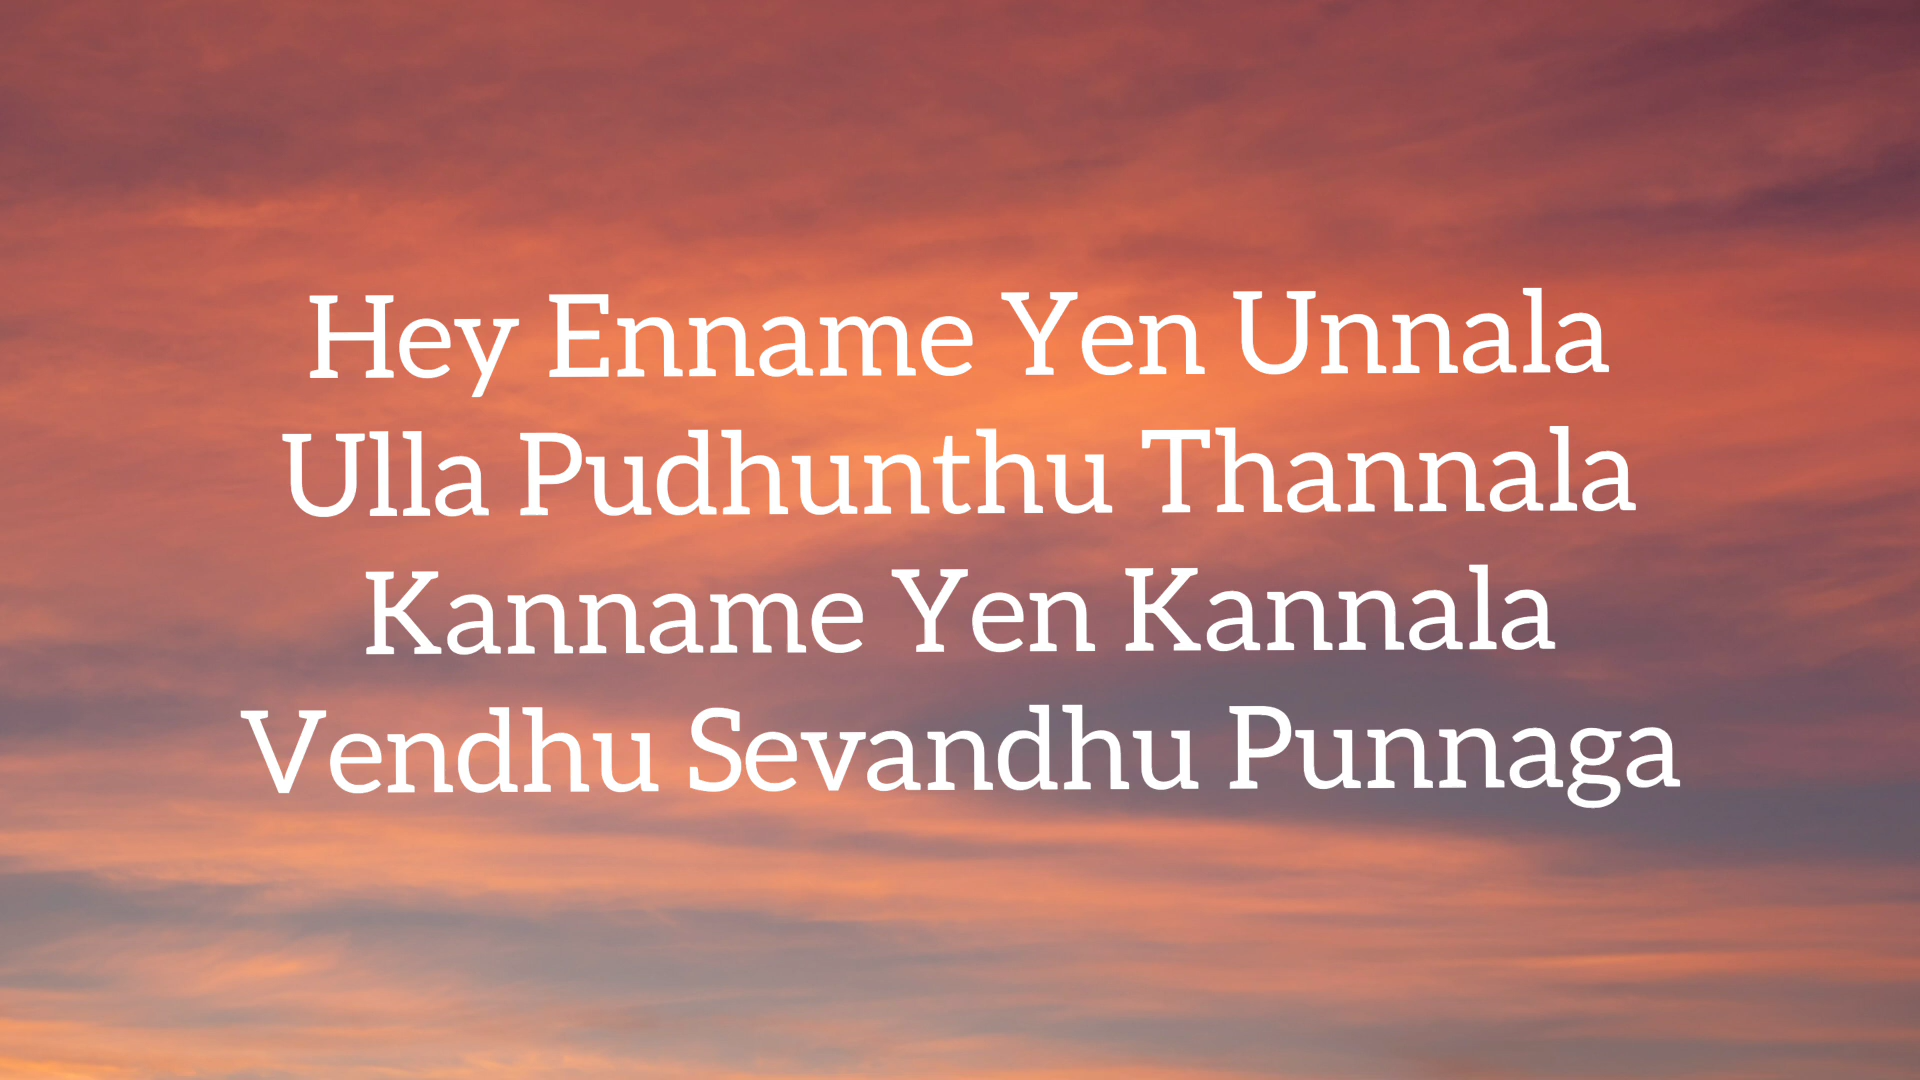 Hey Enname Yen Unnala
Ulla Pudhunthu Thannala
Kanname Yen Kannala
Vendhu Sevandhu Punnaga